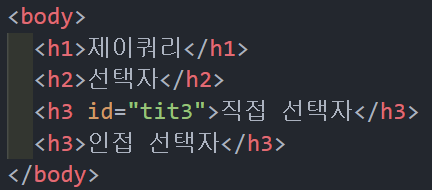 <body>
<h1>제이쿼리</h1>
<h2>선택자</h2>
<h3 id="tit3">직접 선택자</h3>
<h3>인접 선택자</h3>
</body>